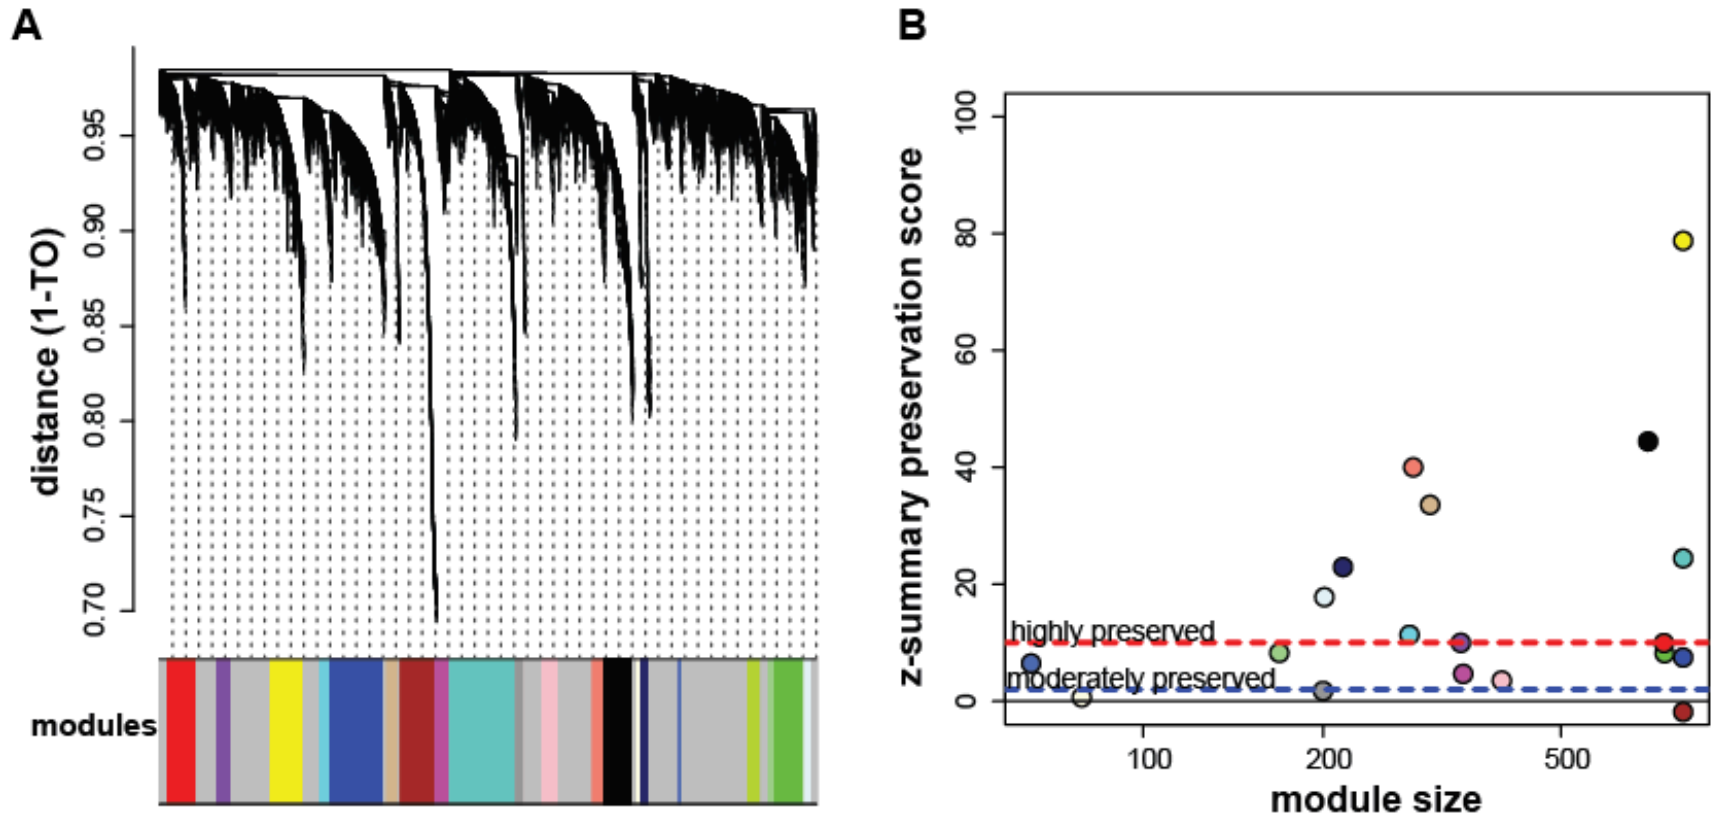 A
distance (1-TO)
0.95
0.90
0.85
0.80
0.75
0.70
modules
B
z-summary preservation score
100
80
60
40
20
0
highly preserved
moderately preserved
100
200
500
module size